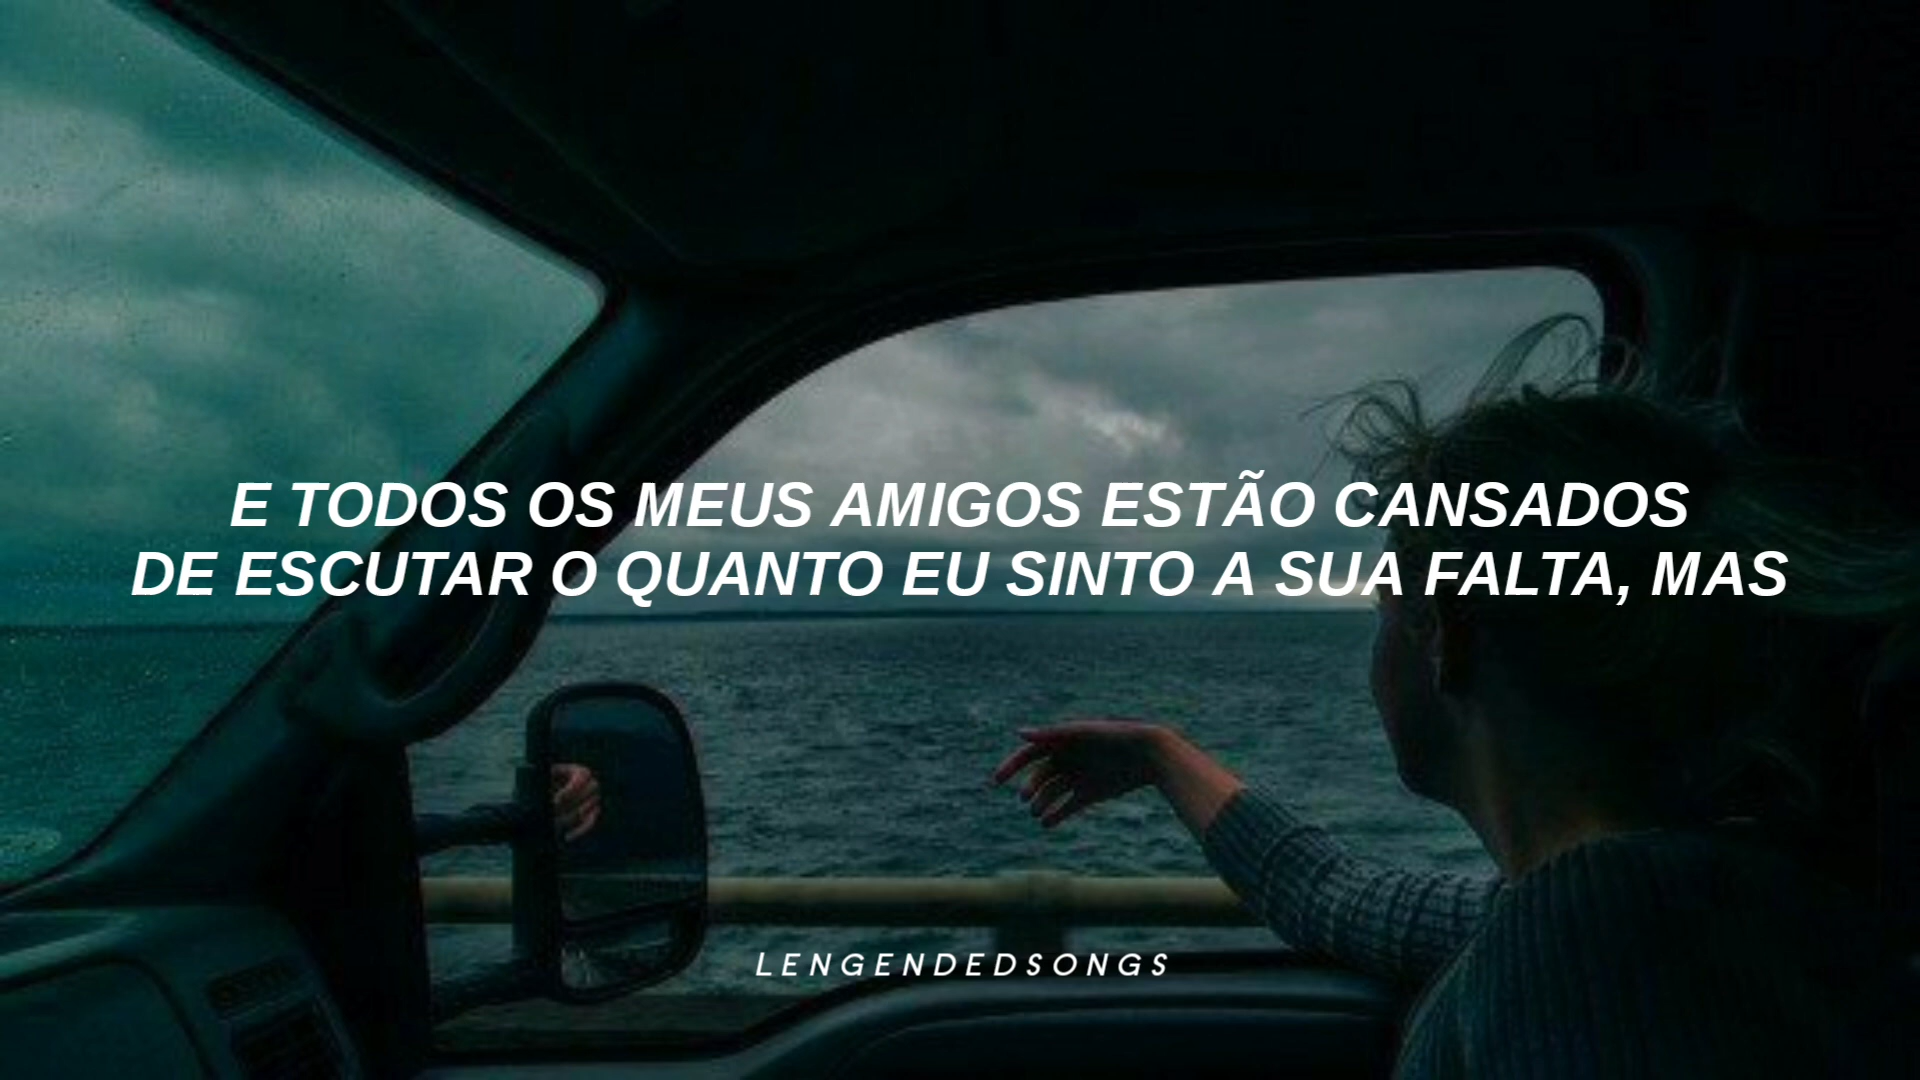 E TODOS OS MEUS AMIGOS ESTÃO CANSADOS
DE ESCUTAR O QUANTO EU SINTO A SUA FALTA, MAS
LENGENDEDSONGS